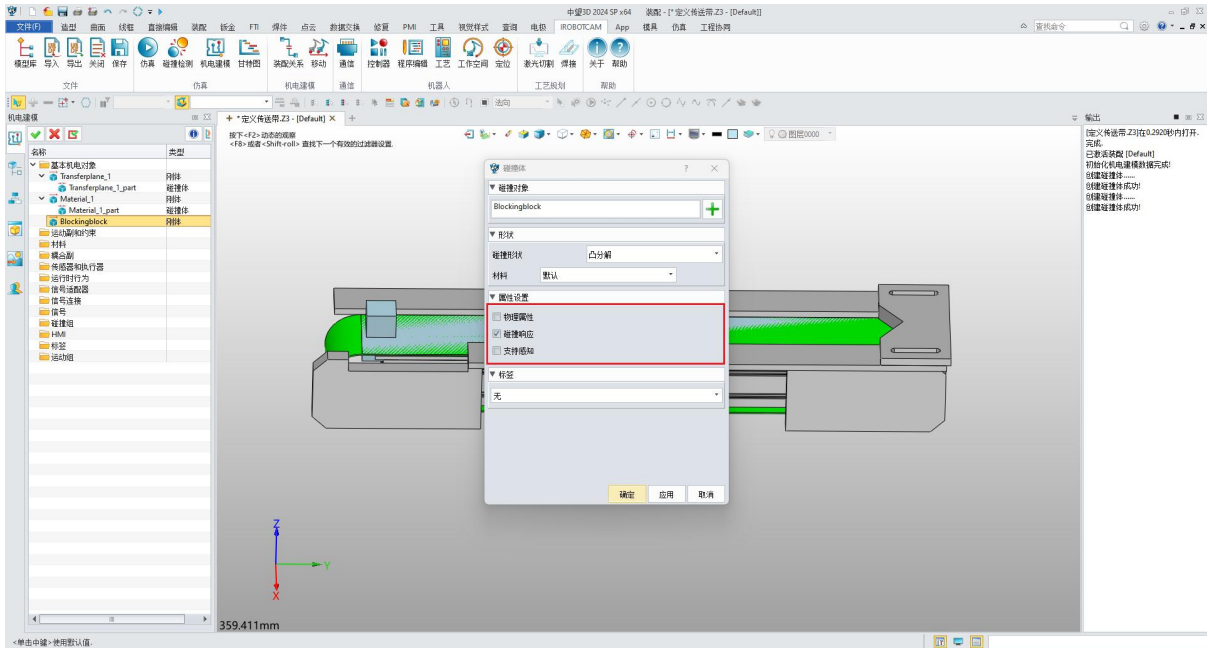 中望3D 2024 SP x64 装配 - [* 定义传送带.Z3 - [Default]]
文件(F) 造型 曲面 线框 直接编辑 装配 钣金 FTI 焊件 点云 数据交换 修复 PMI 工具 视觉样式 查询 电极 IROBOTCAM App 模具 仿真 工程协同
查找命令
模型库 导入 导出 关闭 保存 仿真 碰撞检测 机电建模 甘特图 装配关系 移动 通信 控制器 程序编辑 工艺 工作空间 定位 激光切割 焊接 关于 帮助
文件 仿真 机电建模 通信 机器人 工艺规划 帮助
法向
机电建模
名称 类型
基本机电对象
Transferplane_1 刚体
Transferplane_1_part 碰撞体
Material_1 刚体
Material_1_part 碰撞体
Blockingblock 刚体
运动副和约束
材料
耦合副
传感器和执行器
运行时行为
信号适配器
信号连接
信号
碰撞组
HMI
标签
运动组
+ * 定义传送带.Z3 - [Default] × +
按下<F2>动态的观察
<F8>或者<Shift-roll> 查找下一个有效的过滤器设置.
图层0000
碰撞体 ? ×
碰撞对象
Blockingblock
形状
碰撞形状 凸分解
材料 默认
属性设置
物理属性
碰撞响应
支持感知
标签
无
确定 应用 取消
Z
Y
X
359.411mm
输出
[定义传送带.Z3]在0.2920秒内打开.
完成.
已激活装配 [Default]
初始化机电建模数据完成!
创建碰撞体......
创建碰撞体成功!
创建碰撞体......
创建碰撞体成功!
<单击中键>使用默认值.